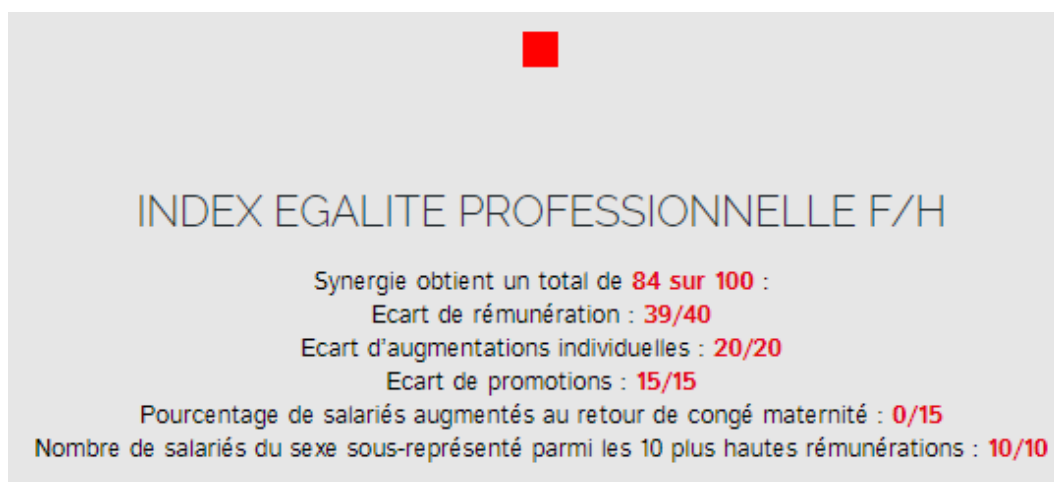 INDEX EGALITE PROFESSIONNELLE F/H
Synergie obtient un total de 84 sur 100 :
Ecart de rémunération : 39/40
Ecart d'augmentations individuelles : 20/20
Ecart de promotions : 15/15
Pourcentage de salariés augmentés au retour de congé maternité : 0/15
Nombre de salariés du sexe sous-représenté parmi les 10 plus hautes rémunérations : 10/10